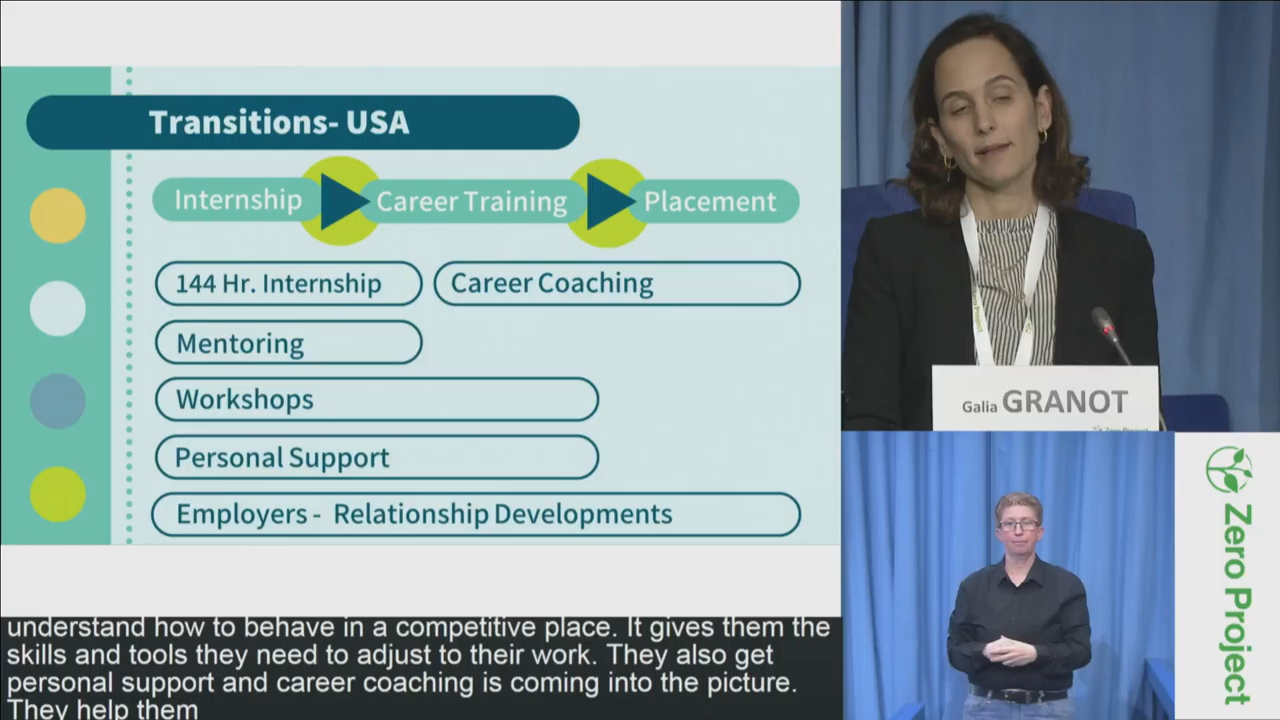 Transitions- USA
Internship
Career Training
Placement
144 Hr. Internship
Career Coaching
Mentoring
Workshops
Personal Support
Employers - Relationship Developments
Galia GRANOT
Zero Project
understand how to behave in a competitive place. It gives them the
skills and tools they need to adjust to their work. They also get
personal support and career coaching is coming into the picture.
They help them